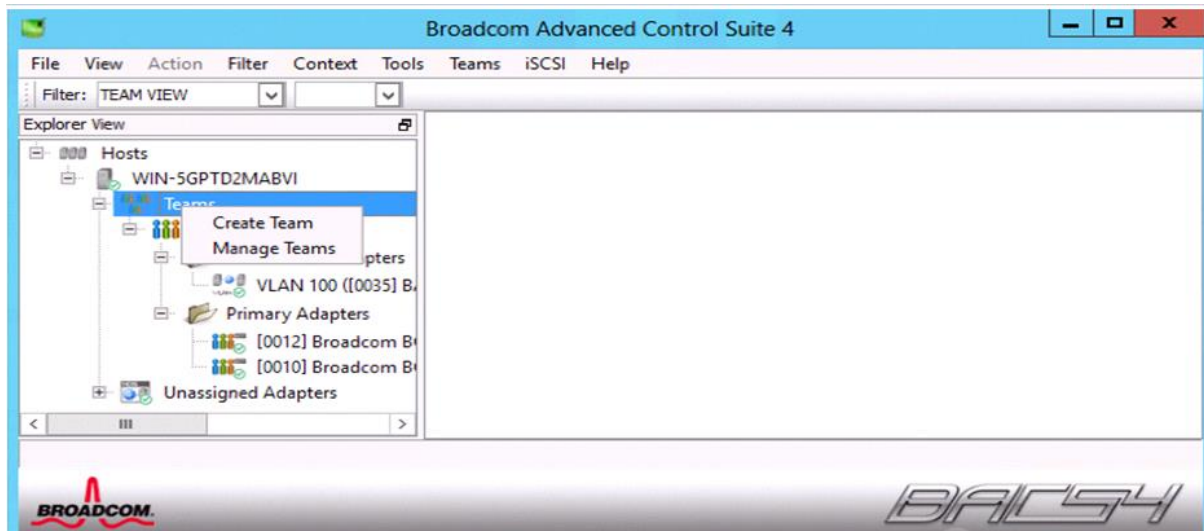 Broadcom Advanced Control Suite 4
File View Action Filter Context Tools Teams iSCSI Help
Filter: TEAM VIEW
Explorer View
Hosts
WIN-5GPTD2MABVI
Teams
Create Team
Manage Teams
pters
VLAN 100 ([0035] BA
Primary Adapters
[0012] Broadcom B
[0010] Broadcom B
Unassigned Adapters
BROADCOM.
BACS4